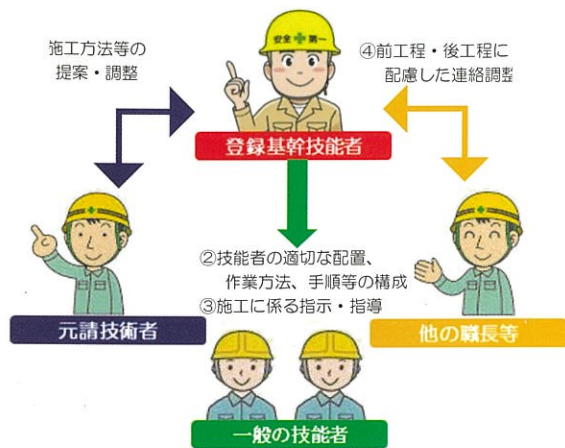 安全 第一
施工方法等の
提案・調整
④前工程・後工程に
配慮した連絡調整
登録基幹技能者
②技能者の適切な配置、
作業方法、手順等の構成
③施工に係る指示・指導
元請技術者
他の職長等
一般の技能者